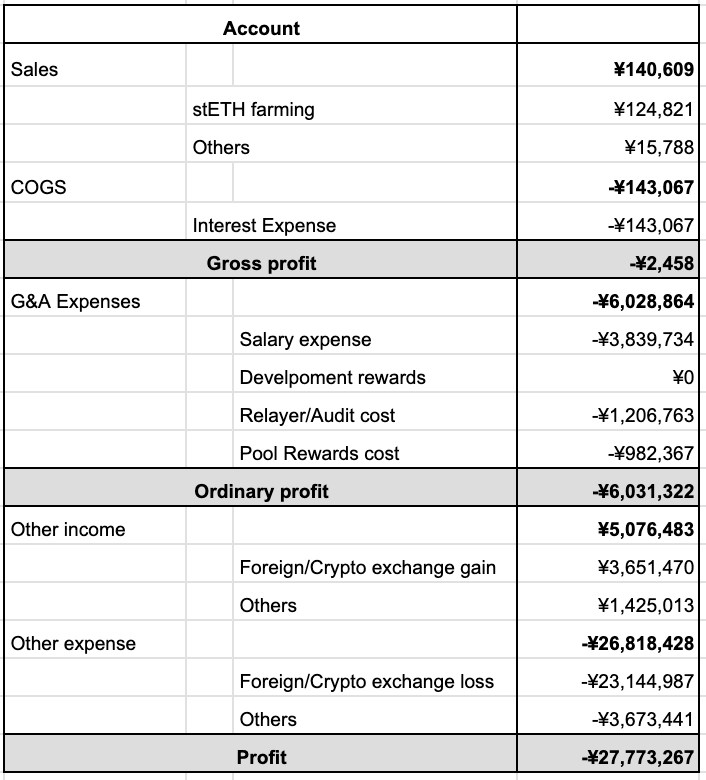 Account
Sales ¥140,609
stETH farming ¥124,821
Others ¥15,788
COGS -¥143,067
Interest Expense -¥143,067
Gross profit -¥2,458
G&A Expenses -¥6,028,864
Salary expense -¥3,839,734
Develpoment rewards ¥0
Relayer/Audit cost -¥1,206,763
Pool Rewards cost -¥982,367
Ordinary profit -¥6,031,322
Other income ¥5,076,483
Foreign/Crypto exchange gain ¥3,651,470
Others ¥1,425,013
Other expense -¥26,818,428
Foreign/Crypto exchange loss -¥23,144,987
Others -¥3,673,441
Profit -¥27,773,267